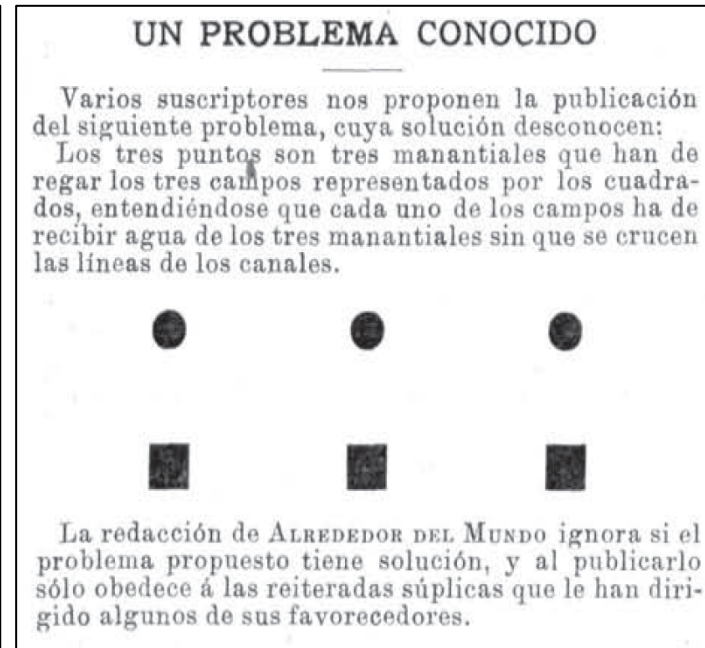 UN PROBLEMA CONOCIDO
Varios suscriptores nos proponen la publicación
del siguiente problema, cuya solución desconocen:
Los tres puntos son tres manantiales que han de
regar los tres campos representados por los cuadra-
dos, entendiéndose que cada uno de los campos ha de
recibir agua de los tres manantiales sin que se crucen
las líneas de los canales.
La redacción de ALREDEDOR DEL MUNDO ignora si el
problema propuesto tiene solución, y al publicarlo
sólo obedece á las reiteradas súplicas que le han diri-
gido algunos de sus favorecedores.